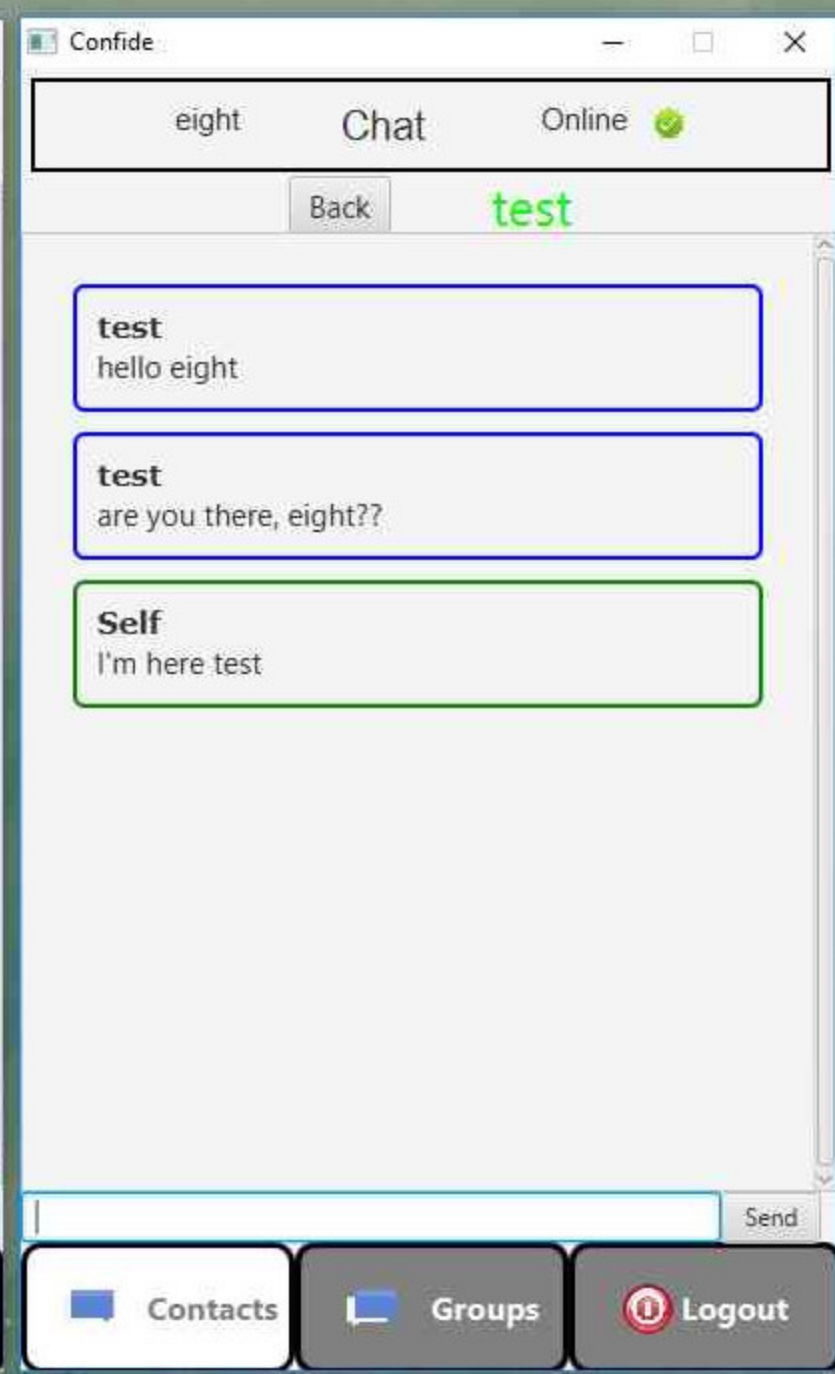 Confide
eight Chat Online
Back test
test
hello eight
test
are you there, eight??
Self
I'm here test
Send
Contacts Groups Logout